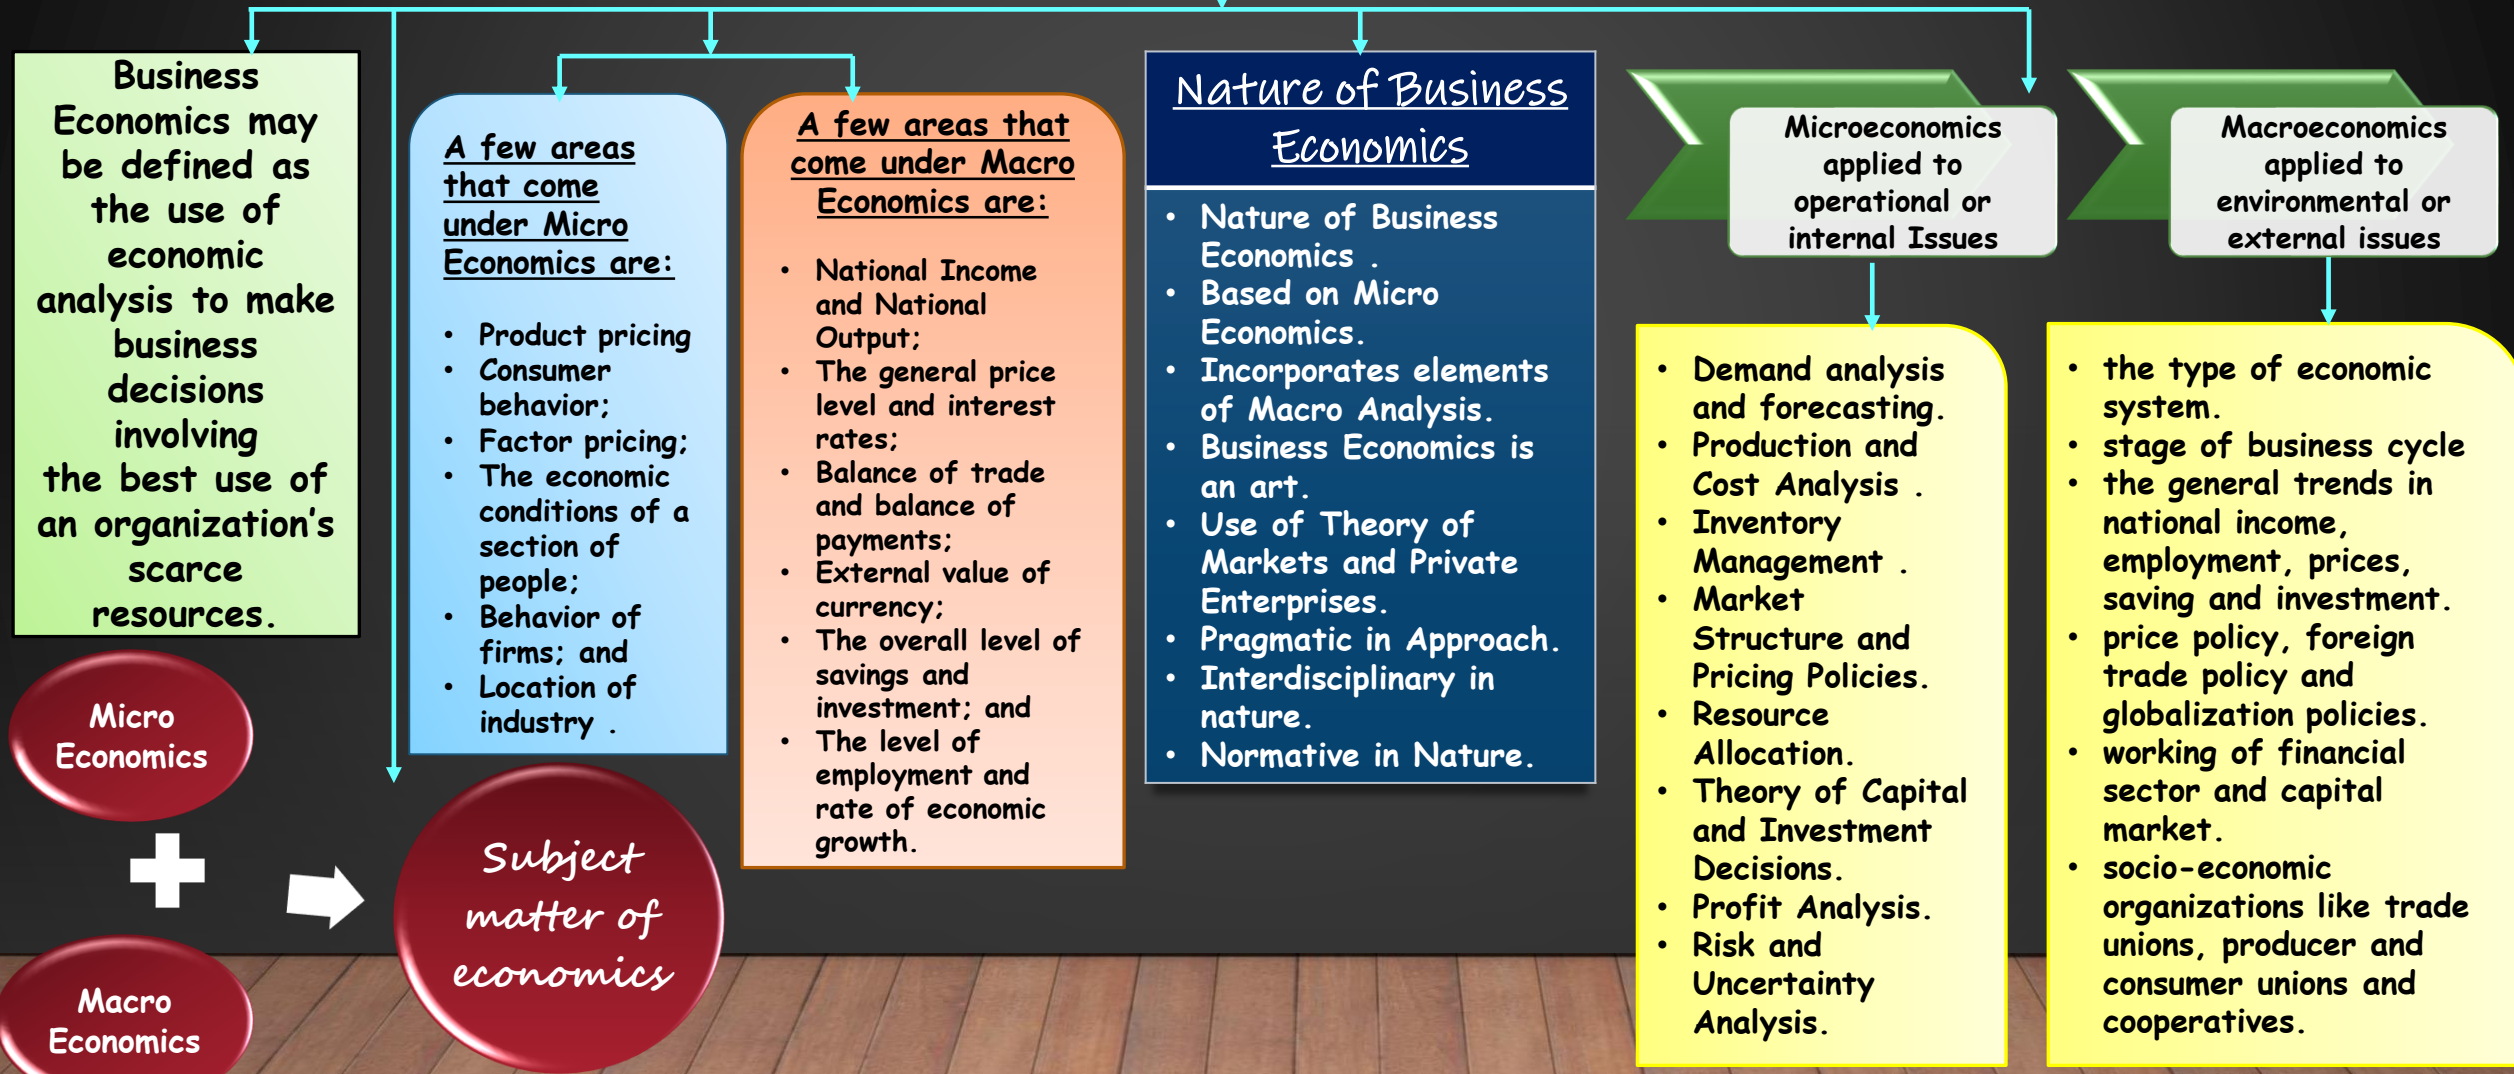 Business
Economics may
be defined as
the use of
economic
analysis to make
business
decisions
involving
the best use of
an organization's
scarce
resources.
Micro
Economics
Macro
Economics
Subject
matter of
economics
A few areas
that come
under Micro
Economics are:
• Product pricing
• Consumer
behavior;
• Factor pricing;
• The economic
conditions of a
section of
people;
• Behavior of
firms; and
• Location of
industry .
A few areas that
come under Macro
Economics are:
• National Income
and National
Output;
• The general price
level and interest
rates;
• Balance of trade
and balance of
payments;
• External value of
currency;
• The overall level of
savings and
investment; and
• The level of
employment and
rate of economic
growth.
Nature of Business
Economics
• Nature of Business
Economics .
• Based on Micro
Economics.
• Incorporates elements
of Macro Analysis.
• Business Economics is
an art.
• Use of Theory of
Markets and Private
Enterprises.
• Pragmatic in Approach.
• Interdisciplinary in
nature.
• Normative in Nature.
Microeconomics
applied to
operational or
internal Issues
• Demand analysis
and forecasting.
• Production and
Cost Analysis .
• Inventory
Management .
• Market
Structure and
Pricing Policies.
• Resource
Allocation.
• Theory of Capital
and Investment
Decisions.
• Profit Analysis.
• Risk and
Uncertainty
Analysis.
Macroeconomics
applied to
environmental or
external issues
• the type of economic
system.
• stage of business cycle
• the general trends in
national income,
employment, prices,
saving and investment.
• price policy, foreign
trade policy and
globalization policies.
• working of financial
sector and capital
market.
• socio-economic
organizations like trade
unions, producer and
consumer unions and
cooperatives.